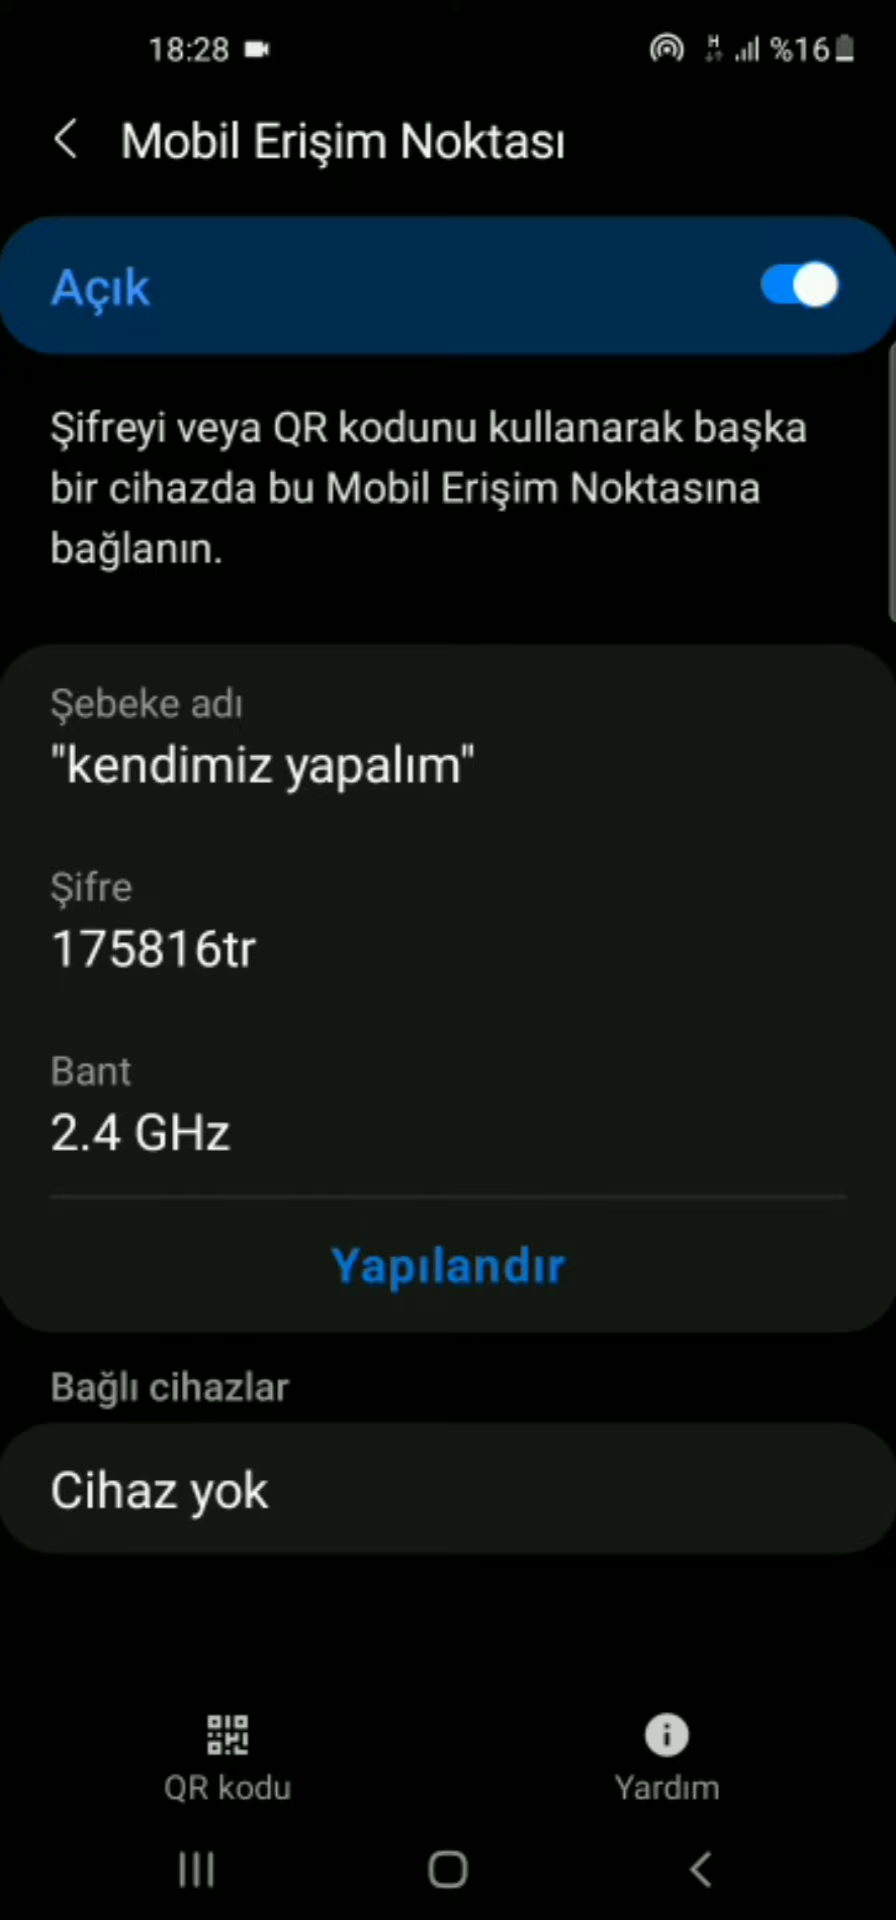 18:28 H %16
Mobil Erişim Noktası
Açık
Şifreyi veya QR kodunu kullanarak başka
bir cihazda bu Mobil Erişim Noktasına
bağlanın.
Şebeke adı
"kendimiz yapalım"
Şifre
175816tr
Bant
2.4 GHz
Yapılandır
Bağlı cihazlar
Cihaz yok
QR kodu Yardım